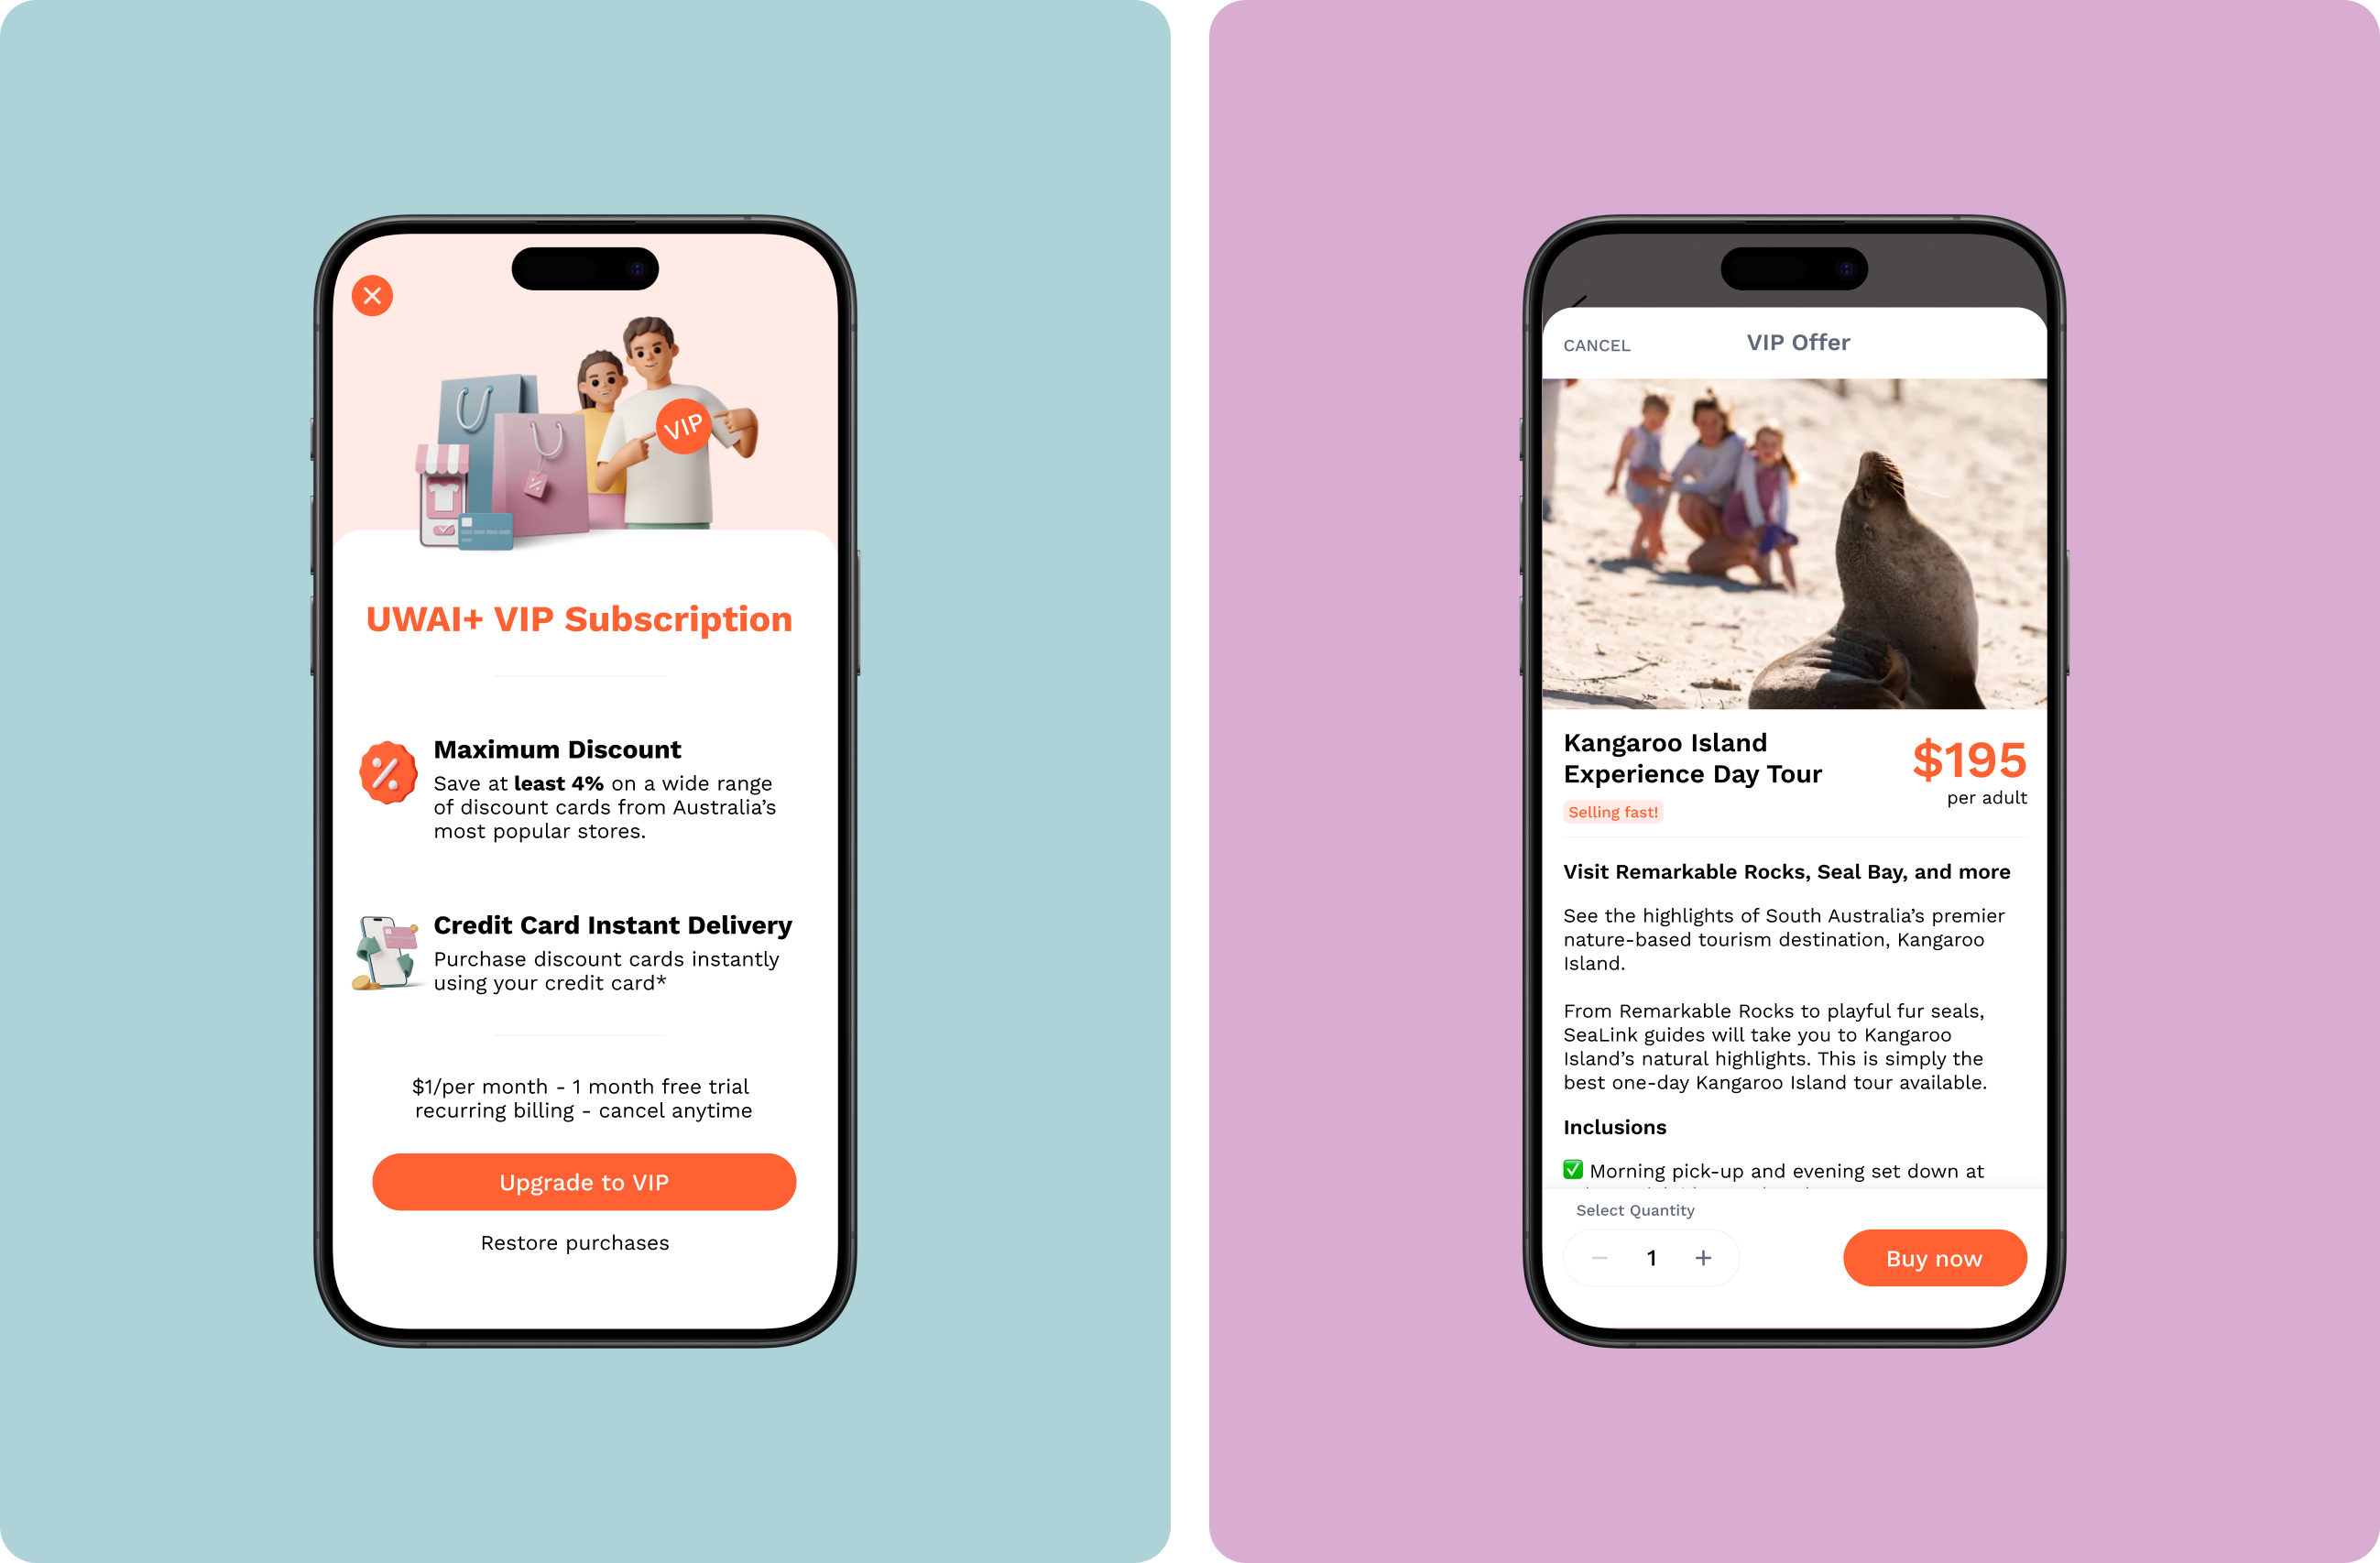 VIP
UWAI+ VIP Subscription
Maximum Discount
Save at least 4% on a wide range
of discount cards from Australia’s
most popular stores.
Credit Card Instant Delivery
Purchase discount cards instantly
using your credit card*
$1/per month - 1 month free trial
recurring billing - cancel anytime
Upgrade to VIP
Restore purchases
CANCEL
VIP Offer
Kangaroo Island
Experience Day Tour
$195
per adult
Selling fast!
Visit Remarkable Rocks, Seal Bay, and more
See the highlights of South Australia’s premier
nature-based tourism destination, Kangaroo
Island.
From Remarkable Rocks to playful fur seals,
SeaLink guides will take you to Kangaroo
Island’s natural highlights. This is simply the
best one-day Kangaroo Island tour available.
Inclusions
✅ Morning pick-up and evening set down at
Select Quantity
1
Buy now